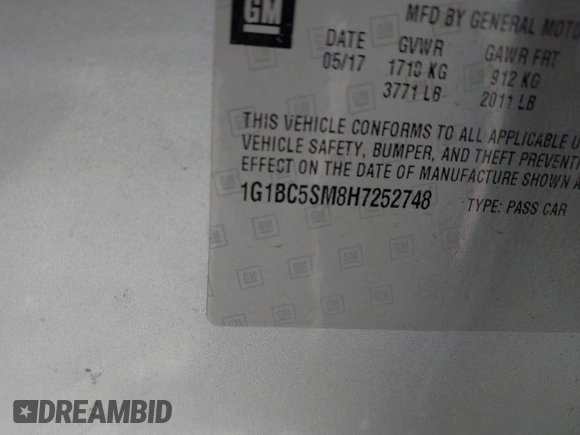 GM
MFD BY GENERAL MOTO
DATE GVWR GAWR FRT
05/17 1710 KG 912 KG
3771 LB 2011 LB
THIS VEHICLE CONFORMS TO ALL APPLICABLE U
VEHICLE SAFETY, BUMPER, AND THEFT PREVENTI
EFFECT ON THE DATE OF MANUFACTURE SHOWN A
1G1BC5SM8H7252748 TYPE: PASS CAR
DREAMBID